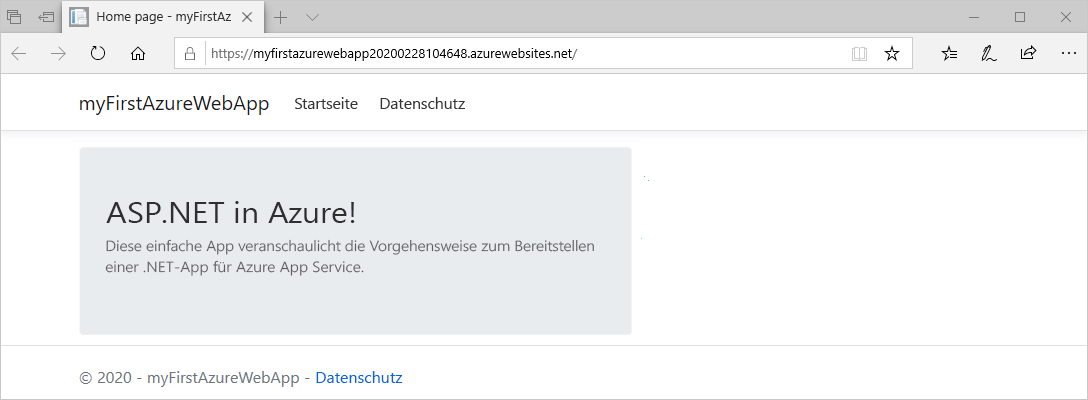 Home page - myFirstAz
https://myfirstazurewebapp20200228104648.azurewebsites.net/
myFirstAzureWebApp Startseite Datenschutz
ASP.NET in Azure!
Diese einfache App veranschaulicht die Vorgehensweise zum Bereitstellen
einer .NET-App für Azure App Service.
© 2020 - myFirstAzureWebApp - Datenschutz